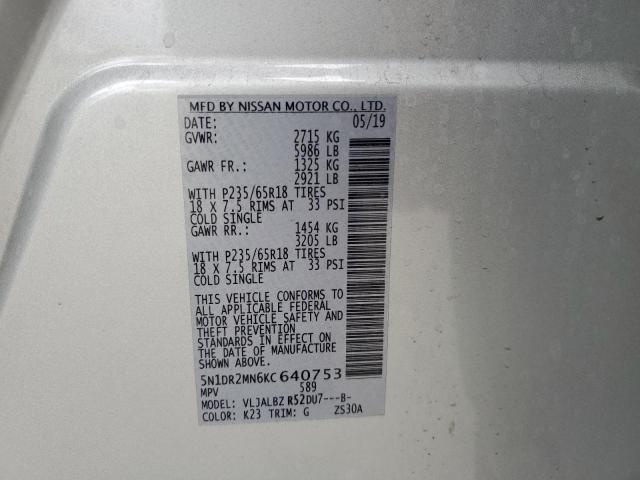 MFD BY NISSAN MOTOR CO., LTD.
DATE: 05/19
GVWR: 2715 KG
5986 LB
GAWR FR.: 1325 KG
2921 LB
WITH P235/65R18 TIRES
18 X 7.5 RIMS AT 33 PSI
COLD SINGLE
GAWR RR.: 1454 KG
3205 LB
WITH P235/65R18 TIRES
18 X 7.5 RIMS AT 33 PSI
COLD SINGLE
THIS VEHICLE CONFORMS TO
ALL APPLICABLE FEDERAL
MOTOR VEHICLE SAFETY AND
THEFT PREVENTION
STANDARDS IN EFFECT ON
THE DATE OF MANUFACTURE
SHOWN ABOVE.
5N1DR2MN6KC640753
MPV 589
MODEL: VLJALBZ R52DU7---B-
COLOR: K23 TRIM: G ZS30A